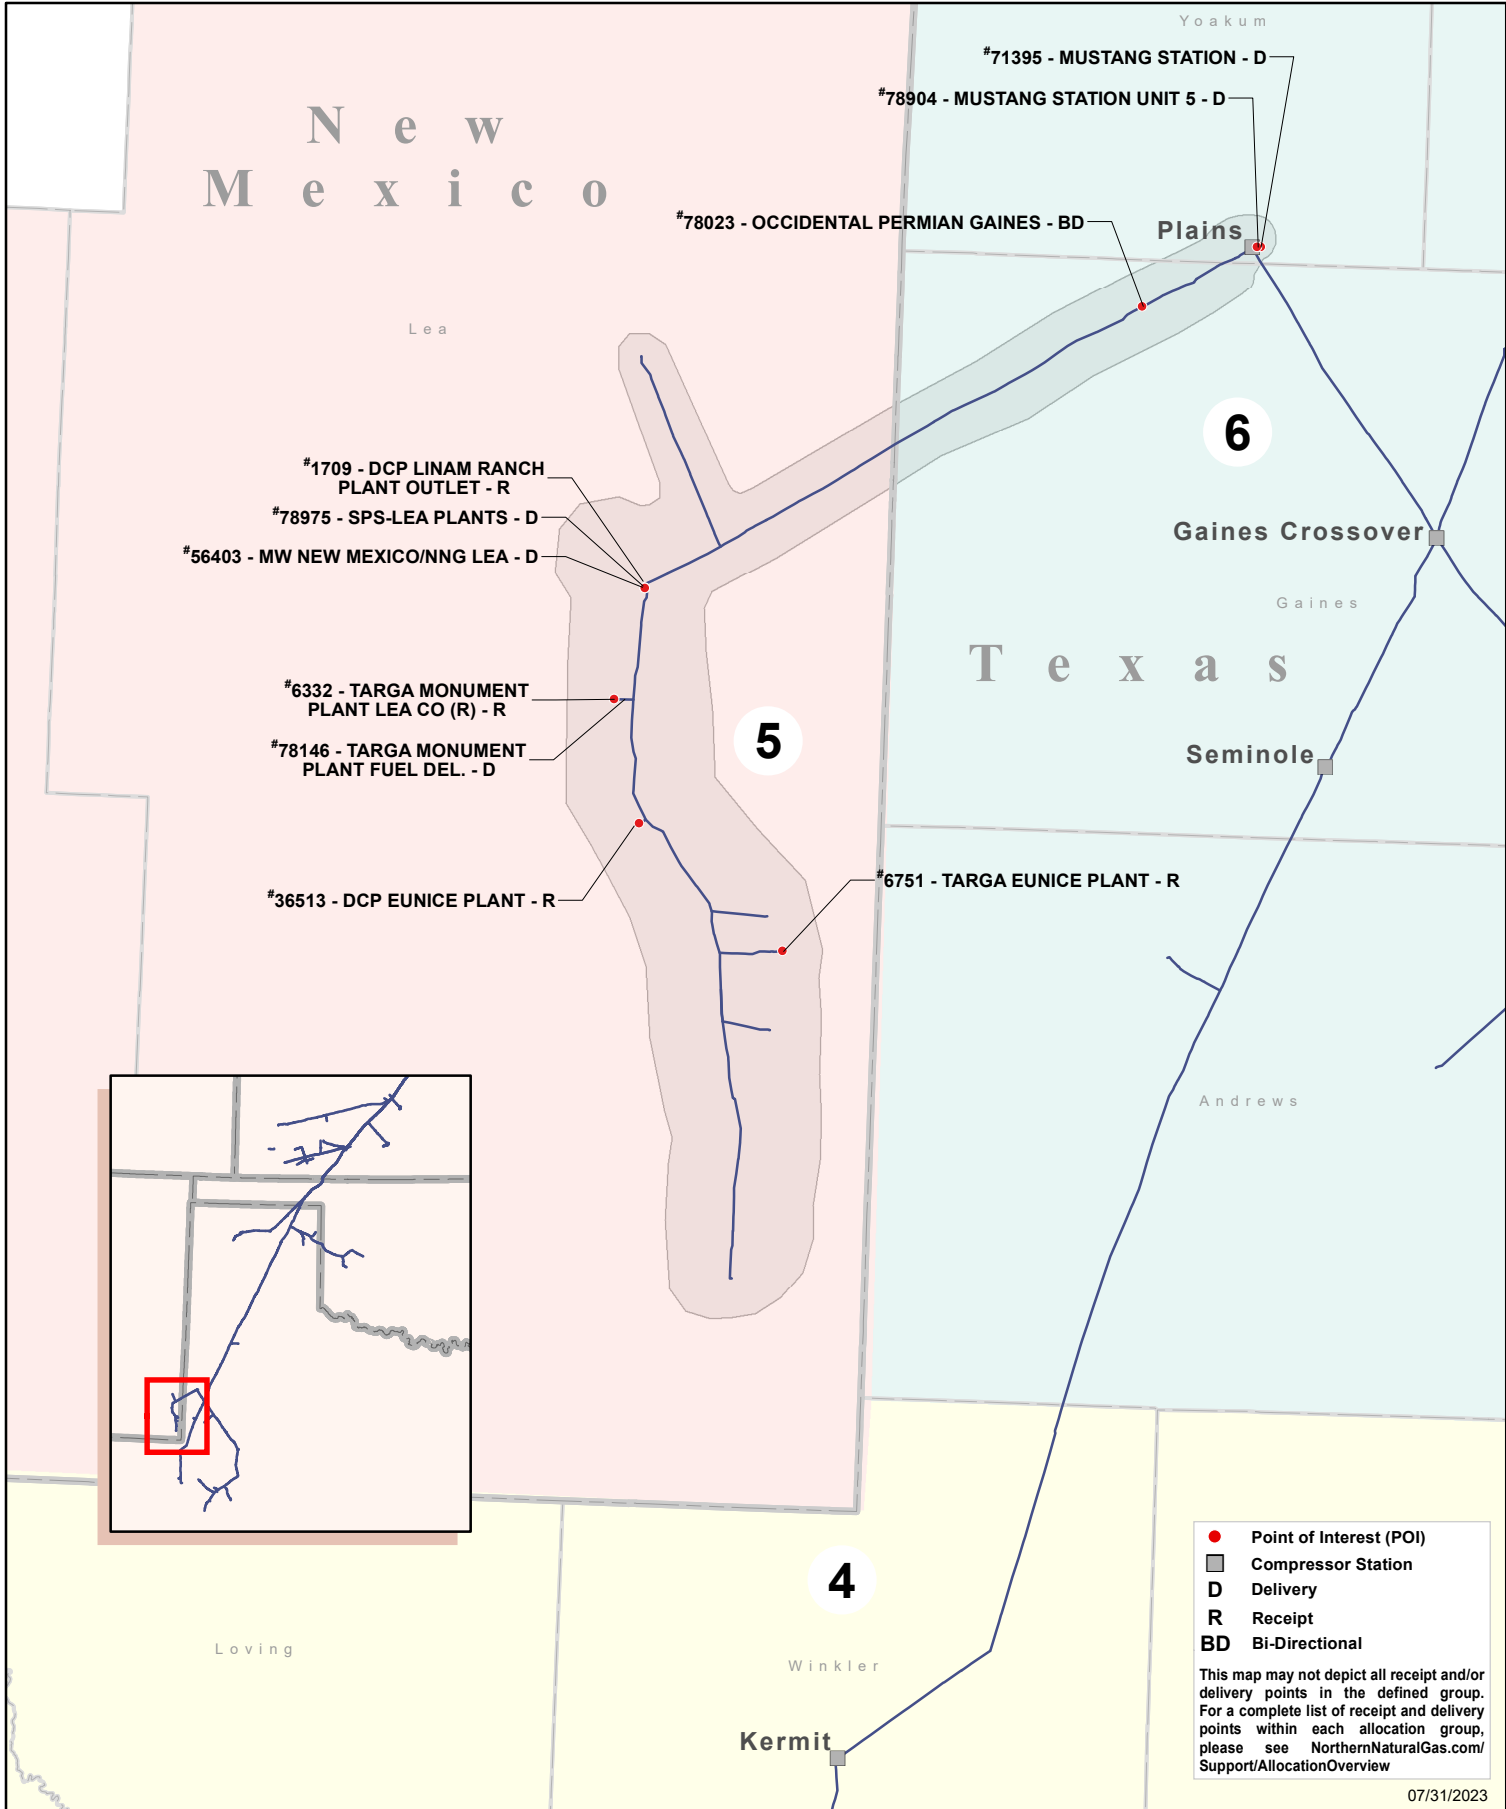 Yoakum
#71395 - MUSTANG STATION - D
#78904 - MUSTANG STATION UNIT 5 - D
New
Mexico
#78023 - OCCIDENTAL PERMIAN GAINES - BD
Plains
Lea
6
#1709 - DCP LINAM RANCH
PLANT OUTLET - R
#78975 - SPS-LEA PLANTS - D
#56403 - MW NEW MEXICO/NNG LEA - D
Gaines Crossover
Gaines
Texas
#6332 - TARGA MONUMENT
PLANT LEA CO (R) - R
#78146 - TARGA MONUMENT
PLANT FUEL DEL. - D
5
Seminole
#36513 - DCP EUNICE PLANT - R
#6751 - TARGA EUNICE PLANT - R
Andrews
4
Loving
Winkler
Kermit
Point of Interest (POI)
Compressor Station
D Delivery
R Receipt
BD Bi-Directional
This map may not depict all receipt and/or
delivery points in the defined group.
For a complete list of receipt and delivery
points within each allocation group,
please see NorthernNaturalGas.com/
Support/AllocationOverview
07/31/2023